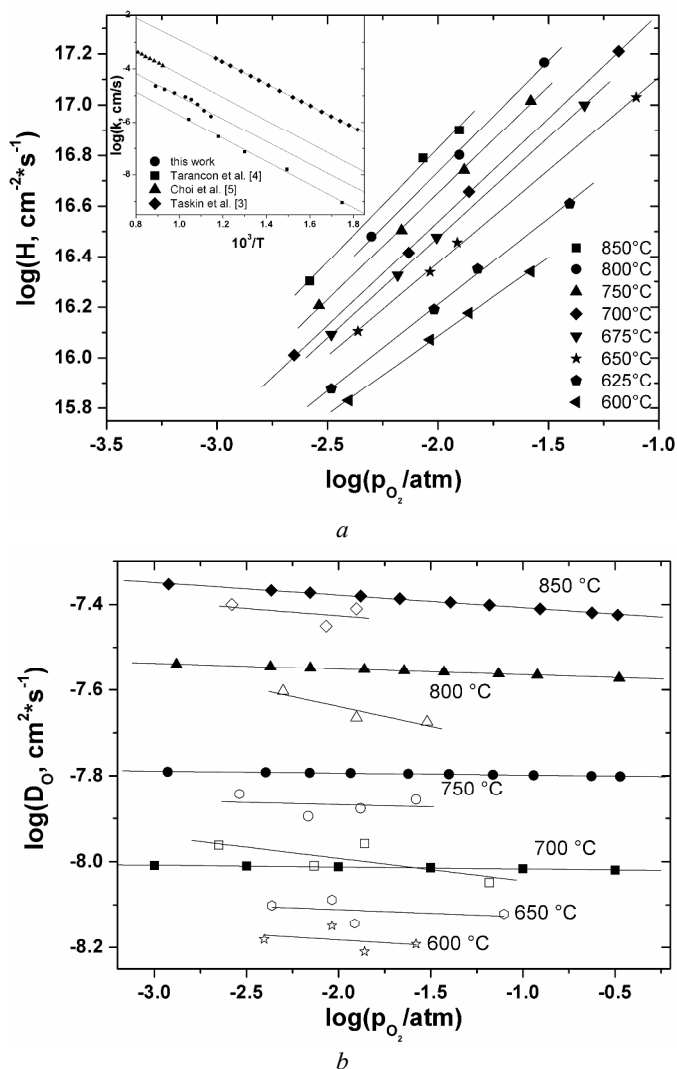 17.2
17.0
16.8
16.6
16.4
16.2
16.0
15.8
log(H, cm⁻²*s⁻¹)
-3.5 -3.0 -2.5 -2.0 -1.5 -1.0
log(p_O₂/atm)
-2
-4
-6
-8
log(k, cm/s)
this work
Tarancon et al. [4]
Choi et al. [5]
Taskin et al. [3]
0.8 1.0 1.2 1.4 1.6 1.8
10³/T
850°C
800°C
750°C
700°C
675°C
650°C
625°C
600°C
a
-7.4
-7.6
-7.8
-8.0
-8.2
log(D_O, cm²*s⁻¹)
850 °C
800 °C
750 °C
700 °C
650 °C
600 °C
-3.0 -2.5 -2.0 -1.5 -1.0 -0.5
log(p_O₂/atm)
b